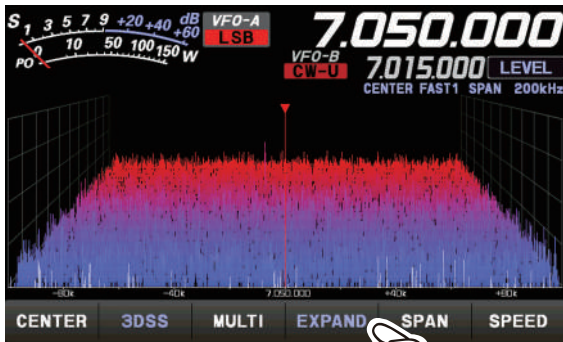 S 1 3 5 7 9 +20 +40 +60 dB
PO 0 10 50 100 150 W
VFO-A
LSB
7.050.000
VFO-B
CW-U
7.015.000
LEVEL
CENTER FAST1 SPAN 200kHz
-80k -40k 7.050.000 +40k +80k
CENTER 3DSS MULTI EXPAND SPAN SPEED